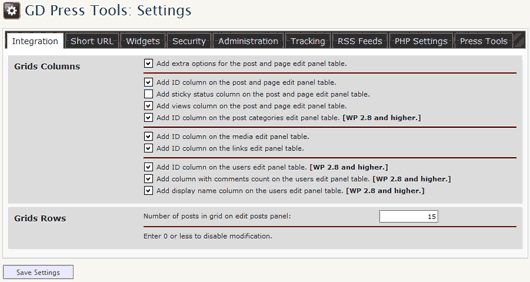 GD Press Tools: Settings
Integration Short URL Widgets Security Administration Tracking RSS Feeds PHP Settings Press Tools
Grids Columns
Add extra options for the post and page edit panel table.
Add ID column on the post and page edit panel table.
Add sticky status column on the post and page edit panel table.
Add views column on the post and page edit panel table.
Add ID column on the post categories edit panel table. [WP 2.8 and higher.]
Add ID column on the media edit panel table.
Add ID column on the links edit panel table.
Add ID column on the users edit panel table. [WP 2.8 and higher.]
Add column with comments count on the users edit panel table. [WP 2.8 and higher.]
Add display name column on the users edit panel table. [WP 2.8 and higher.]
Grids Rows
Number of posts in grid on edit posts panel: 15
Enter 0 or less to disable modification.
Save Settings